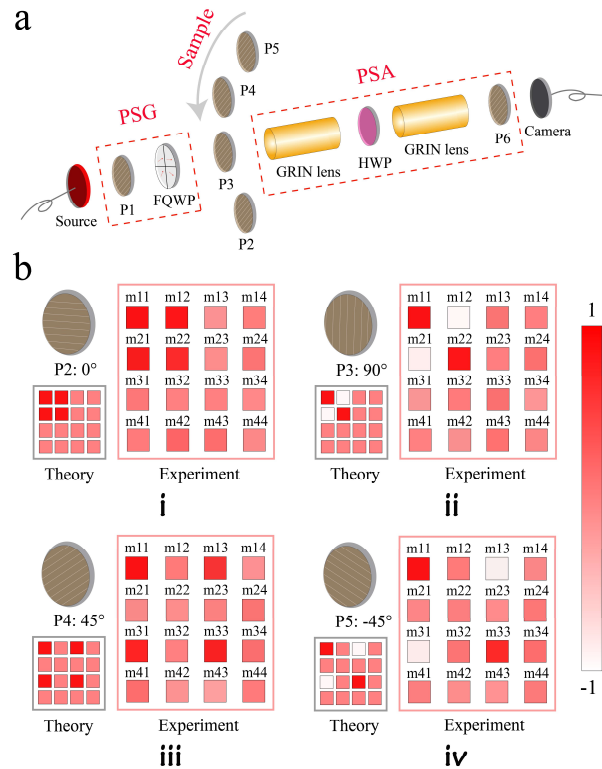 a
P5
Sample
P4
PSA
PSG
P6
Camera
GRIN lens
HWP
GRIN lens
P3
P1
FQWP
Source
P2
b
m11 m12 m13 m14
m21 m22 m23 m24
m31 m32 m33 m34
m41 m42 m43 m44
P2: 0°
Theory
Experiment
i
m11 m12 m13 m14
m21 m22 m23 m24
m31 m32 m33 m34
m41 m42 m43 m44
P3: 90°
Theory
Experiment
ii
m11 m12 m13 m14
m21 m22 m23 m24
m31 m32 m33 m34
m41 m42 m43 m44
P4: 45°
Theory
Experiment
iii
m11 m12 m13 m14
m21 m22 m23 m24
m31 m32 m33 m34
m41 m42 m43 m44
P5: -45°
Theory
Experiment
iv
1
-1